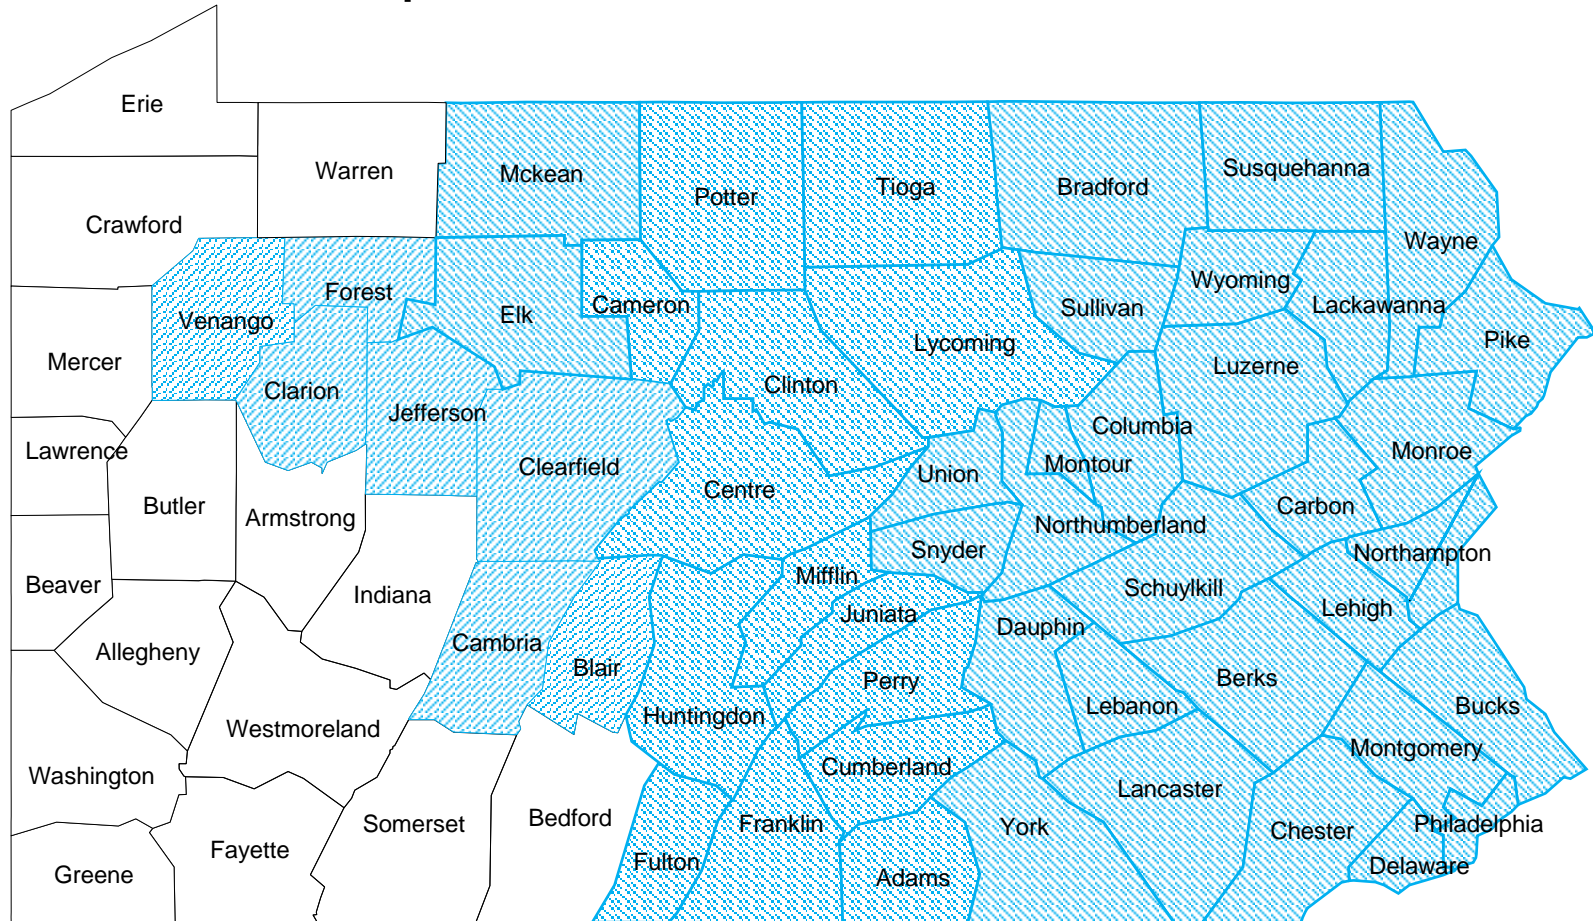 Erie
Warren
Mckean
Potter
Tioga
Bradford
Susquehanna
Crawford
Wayne
Forest
Venango
Elk
Cameron
Sullivan
Wyoming
Lackawanna
Mercer
Lycoming
Pike
Clarion
Jefferson
Clinton
Luzerne
Lawrence
Clearfield
Columbia
Monroe
Butler
Armstrong
Centre
Union
Montour
Carbon
Northumberland
Beaver
Indiana
Snyder
Northampton
Mifflin
Schuylkill
Juniata
Lehigh
Allegheny
Cambria
Blair
Dauphin
Perry
Berks
Westmoreland
Huntingdon
Lebanon
Bucks
Washington
Cumberland
Montgomery
Lancaster
Somerset
Bedford
Franklin
York
Chester
Philadelphia
Greene
Fayette
Fulton
Adams
Delaware